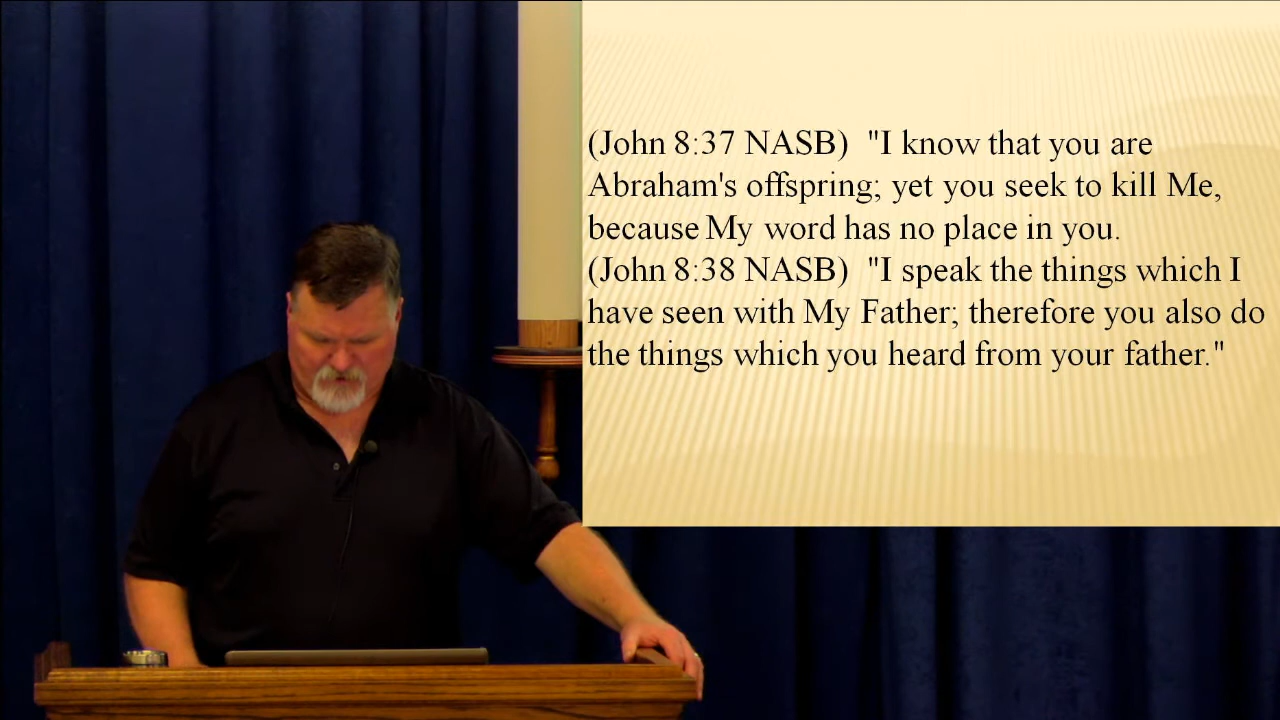 (John 8:37 NASB)  "I know that you are
Abraham's offspring; yet you seek to kill Me,
because My word has no place in you.
(John 8:38 NASB)  "I speak the things which I
have seen with My Father; therefore you also do
the things which you heard from your father."